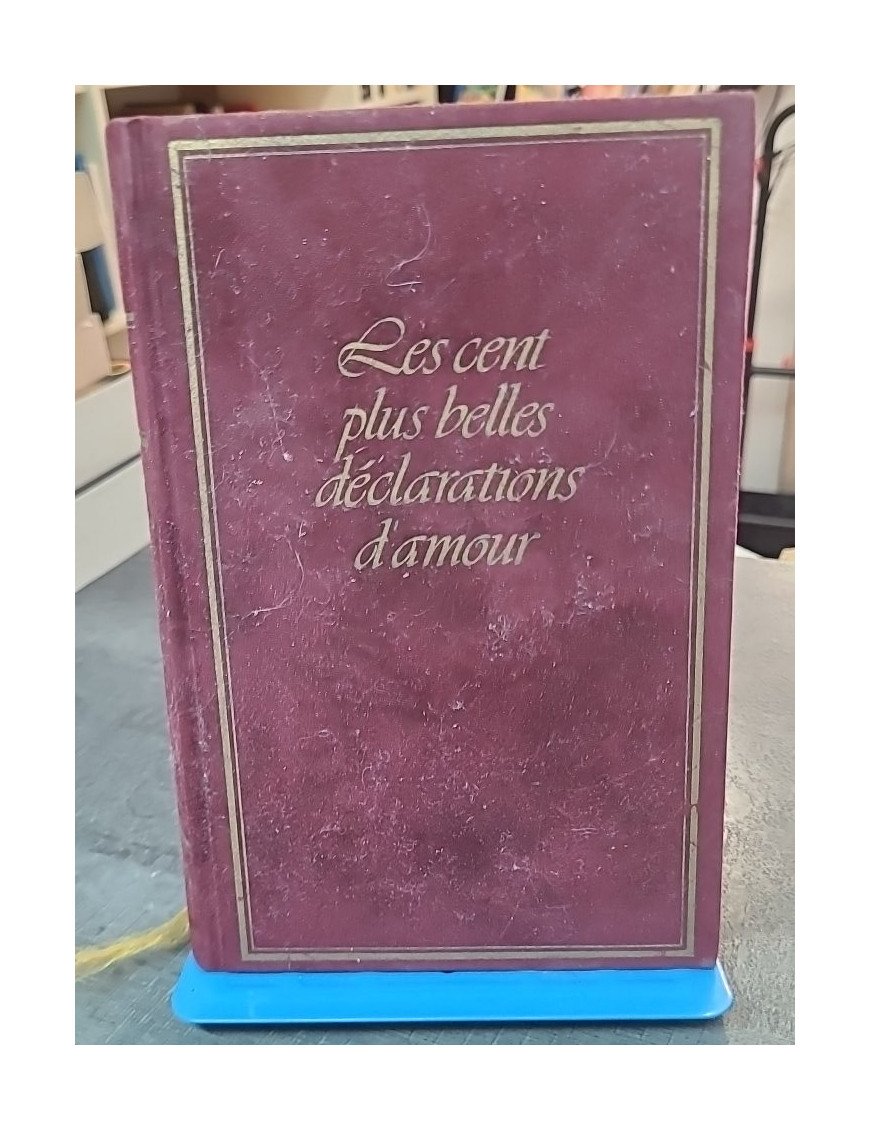 Les cent
plus belles
déclarations
d'amour